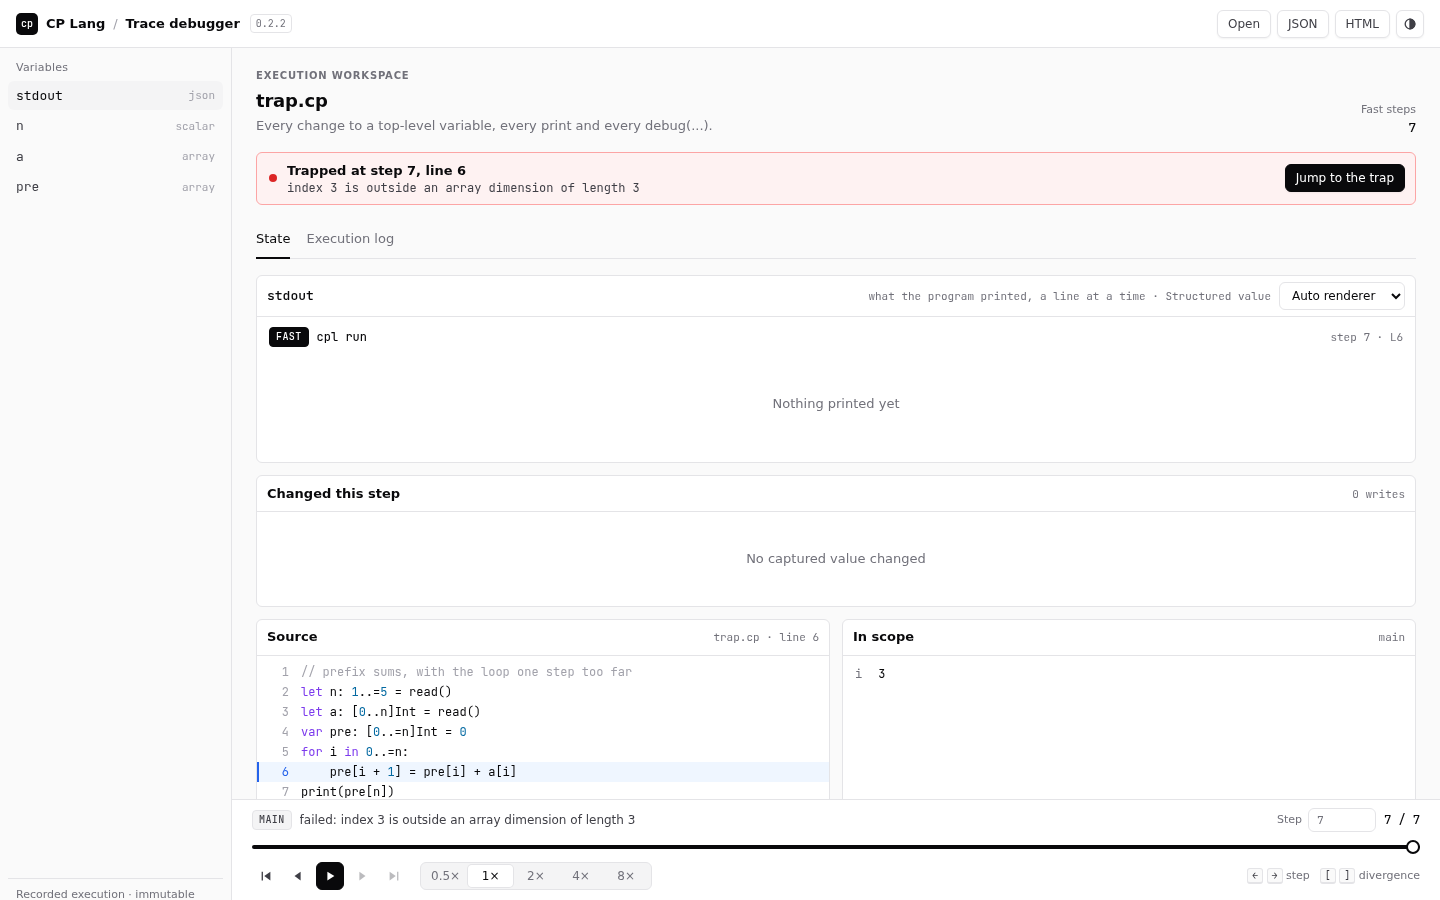 cp CP Lang / Trace debugger 0.2.2
Open JSON HTML
Variables
stdout json
n scalar
a array
pre array
Recorded execution · immutable
EXECUTION WORKSPACE
trap.cp
Every change to a top-level variable, every print and every debug(...).
Fast steps
7
Trapped at step 7, line 6
index 3 is outside an array dimension of length 3
Jump to the trap
State Execution log
stdout what the program printed, a line at a time · Structured value Auto renderer
FAST cpl run step 7 · L6
Nothing printed yet
Changed this step 0 writes
No captured value changed
Source trap.cp · line 6
1 // prefix sums, with the loop one step too far
2 let n: 1..=5 = read()
3 let a: [0..n]Int = read()
4 var pre: [0..=n]Int = 0
5 for i in 0..=n:
6 pre[i + 1] = pre[i] + a[i]
7 print(pre[n])
In scope main
i 3
MAIN failed: index 3 is outside an array dimension of length 3
Step 7 7 / 7
0.5× 1× 2× 4× 8×
← → step [ ] divergence